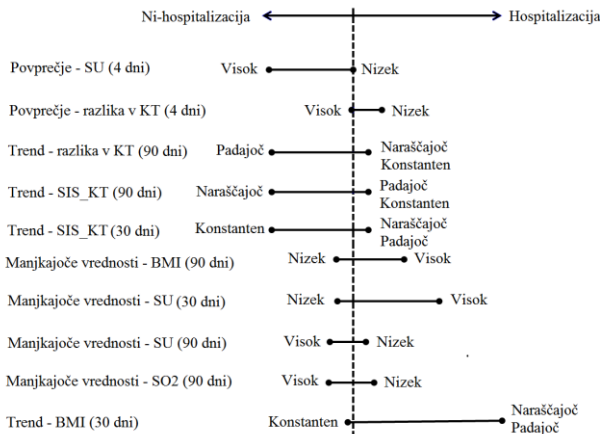 Ni-hospitalizacija Hospitalizacija
Povprečje - SU (4 dni) Visok Nizek
Povprečje - razlika v KT (4 dni) Visok Nizek
Trend - razlika v KT (90 dni) Padajoč Naraščajoč
Konstanten
Trend - SIS_KT (90 dni) Naraščajoč Padajoč
Konstanten
Trend - SIS_KT (30 dni) Konstanten Naraščajoč
Padajoč
Manjkajoče vrednosti - BMI (90 dni) Nizek Visok
Manjkajoče vrednosti - SU (30 dni) Nizek Visok
Manjkajoče vrednosti - SU (90 dni) Visok Nizek
Manjkajoče vrednosti - SO2 (90 dni) Visok Nizek
Trend - BMI (30 dni) Konstanten Naraščajoč
Padajoč